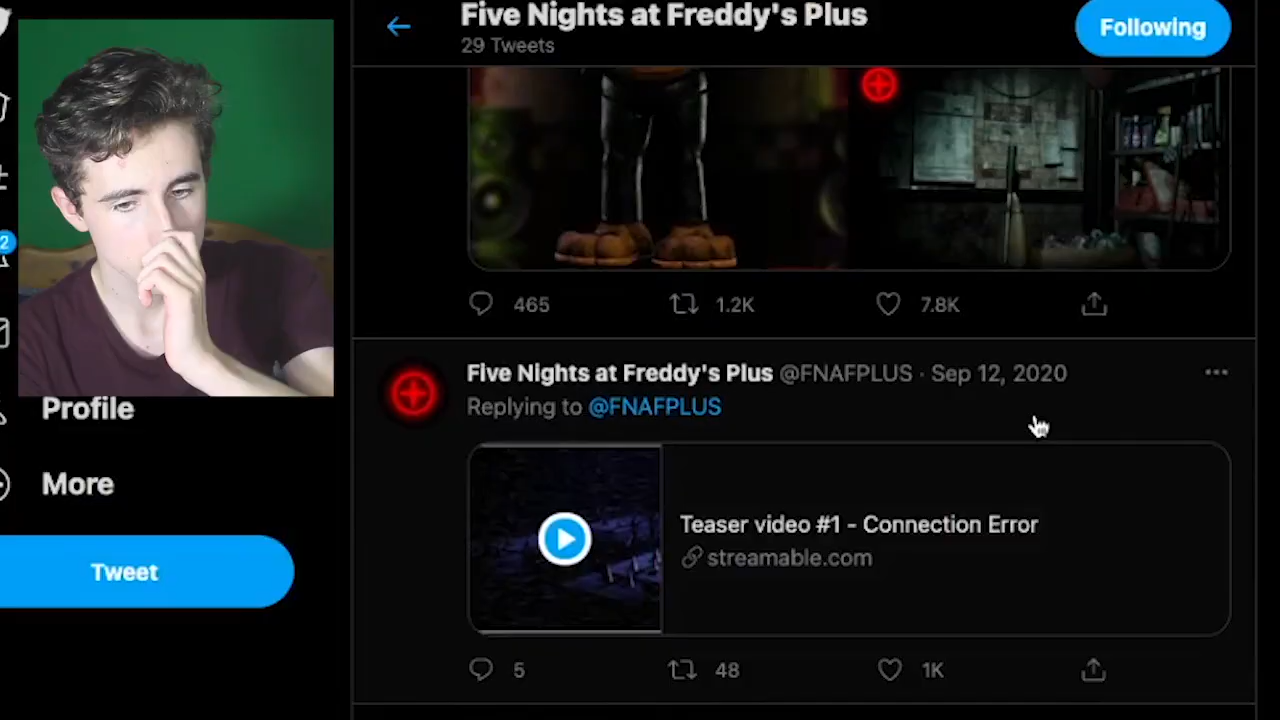 Five Nights at Freddy's Plus
29 Tweets
Following
465
1.2K
7.8K
Five Nights at Freddy's Plus @FNAFPLUS · Sep 12, 2020
Replying to @FNAFPLUS
Teaser video #1 - Connection Error
streamable.com
5
48
1K
2
Profile
More
Tweet